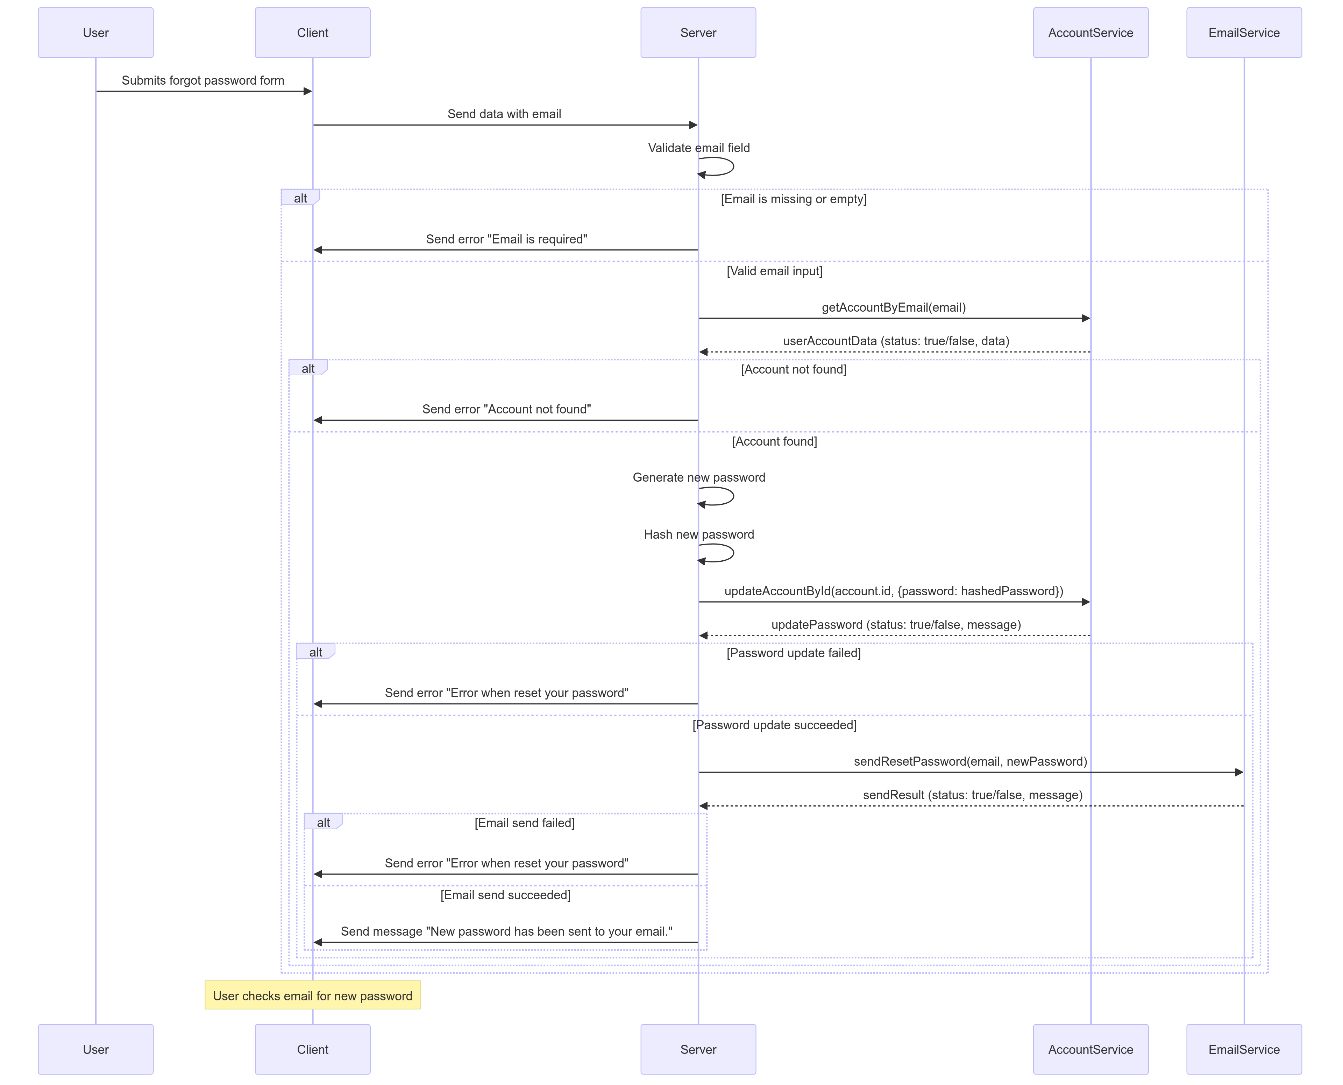 User
Client
Server
AccountService
EmailService
Submits forgot password form
Send data with email
Validate email field
alt
[Email is missing or empty]
Send error "Email is required"
[Valid email input]
getAccountByEmail(email)
userAccountData (status: true/false, data)
alt
[Account not found]
Send error "Account not found"
[Account found]
Generate new password
Hash new password
updateAccountById(account.id, {password: hashedPassword})
updatePassword (status: true/false, message)
alt
[Password update failed]
Send error "Error when reset your password"
[Password update succeeded]
sendResetPassword(email, newPassword)
sendResult (status: true/false, message)
alt
[Email send failed]
Send error "Error when reset your password"
[Email send succeeded]
Send message "New password has been sent to your email."
User checks email for new password
User
Client
Server
AccountService
EmailService